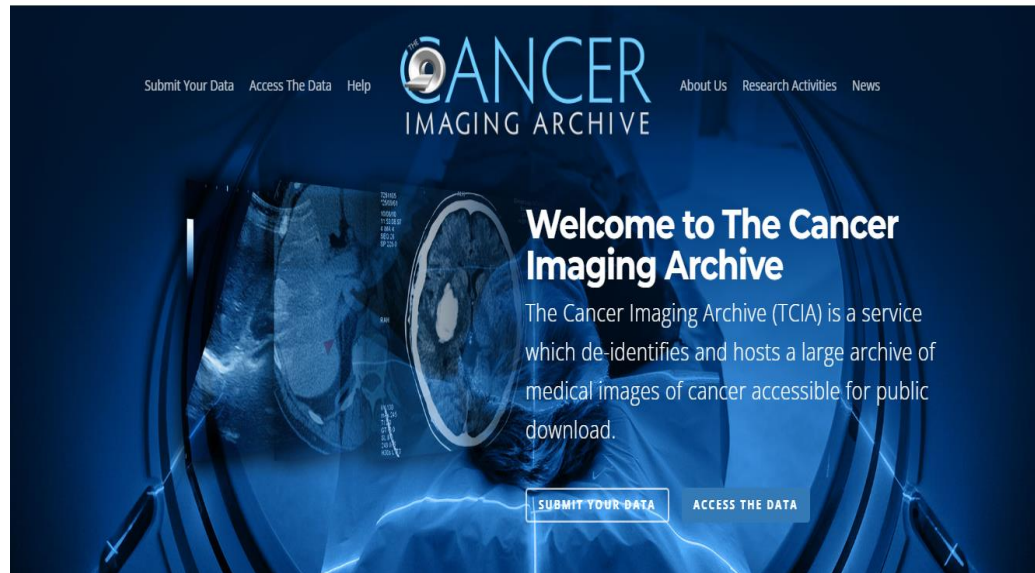 Submit Your Data Access The Data Help
THE
CANCER
IMAGING ARCHIVE
About Us Research Activities News
Welcome to The Cancer
Imaging Archive
The Cancer Imaging Archive (TCIA) is a service
which de-identifies and hosts a large archive of
medical images of cancer accessible for public
download.
SUBMIT YOUR DATA ACCESS THE DATA